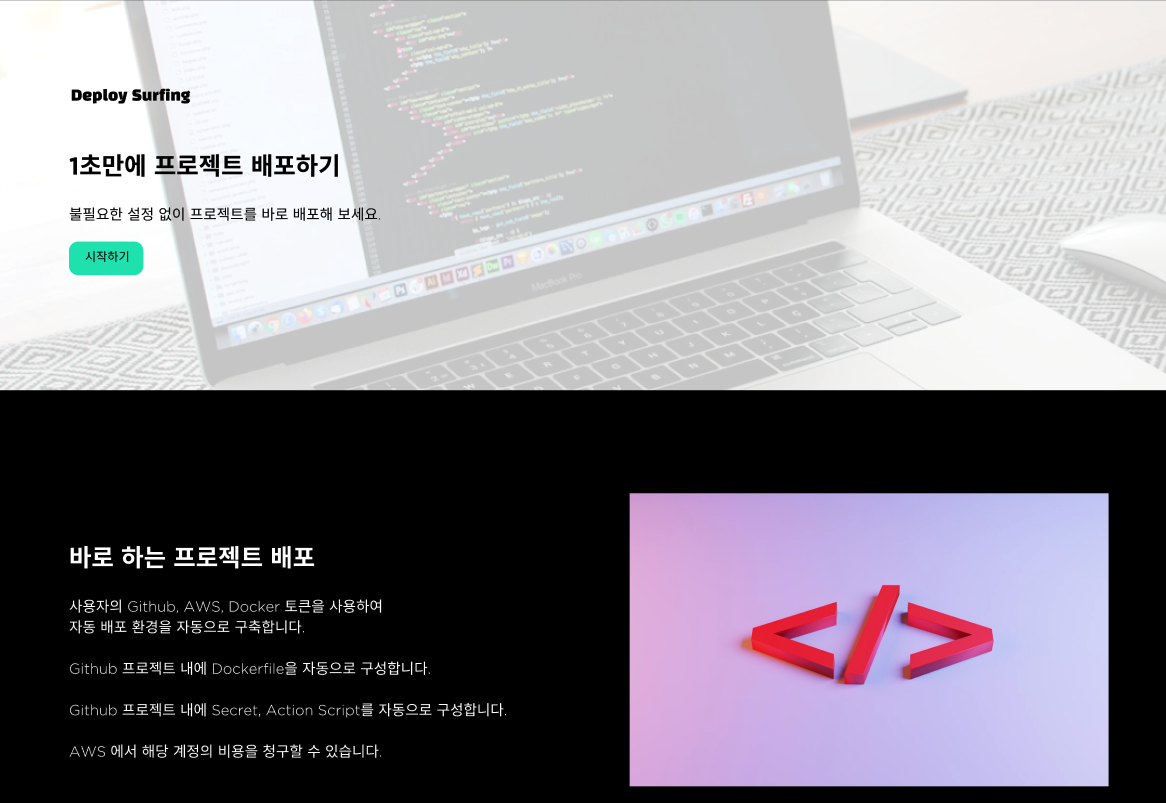 Deploy Surfing
1초만에 프로젝트 배포하기
불필요한 설정 없이 프로젝트를 바로 배포해 보세요.
시작하기
MacBook Pro
바로 하는 프로젝트 배포
사용자의 Github, AWS, Docker 토큰을 사용하여
자동 배포 환경을 자동으로 구축합니다.
Github 프로젝트 내에 Dockerfile을 자동으로 구성합니다.
Github 프로젝트 내에 Secret, Action Script를 자동으로 구성합니다.
AWS 에서 해당 계정의 비용을 청구할 수 있습니다.